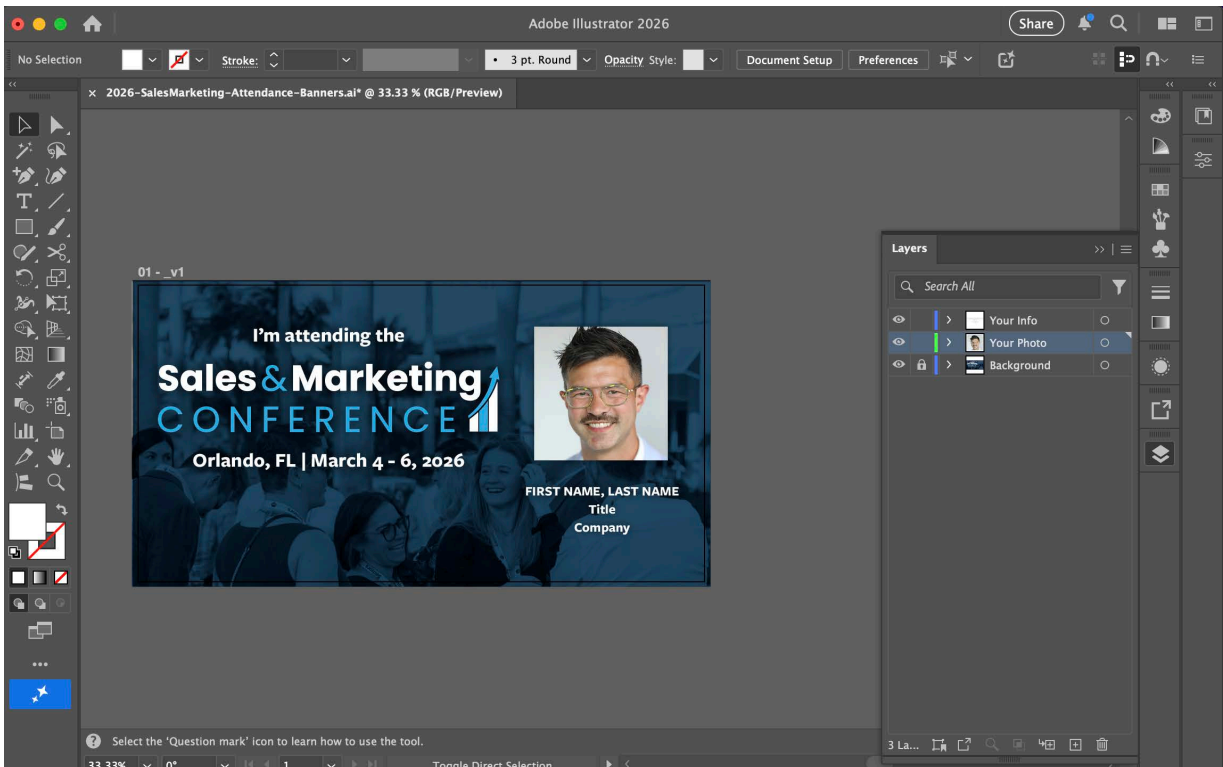 Adobe Illustrator 2026
Share
No Selection
Stroke:
3 pt. Round
Opacity
Style:
Document Setup
Preferences
2026-SalesMarketing-Attendance-Banners.ai* @ 33.33 % (RGB/Preview)
01 - _v1
I'm attending the
Sales & Marketing
CONFERENCE
Orlando, FL | March 4 - 6, 2026
FIRST NAME, LAST NAME
Title
Company
Layers
Search All
Your Info
Your Photo
Background
3 La...
Select the 'Question mark' icon to learn how to use the tool.
33.33%
0°
1
Toggle Direct Selection